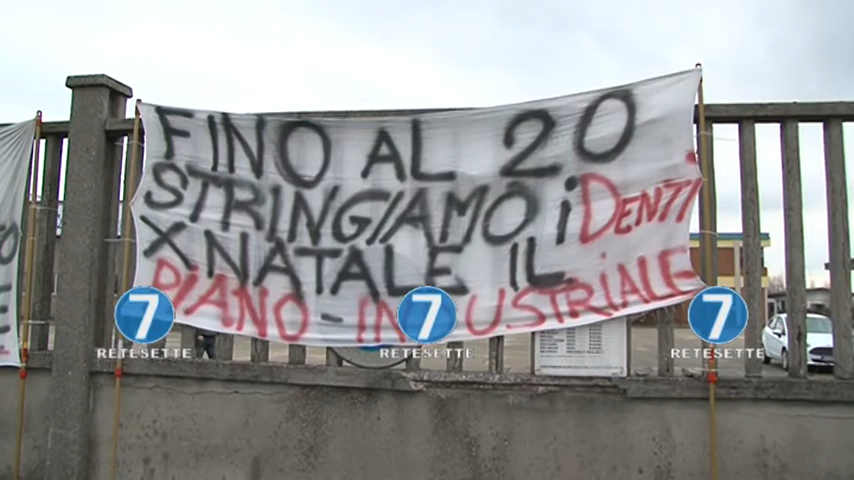 FINO AL 20
STRINGIAMO i DENTI
X NATALE IL
PIANO - INDUSTRIALE
7 7 7
RETESETTE RETESETTE RETESETTE